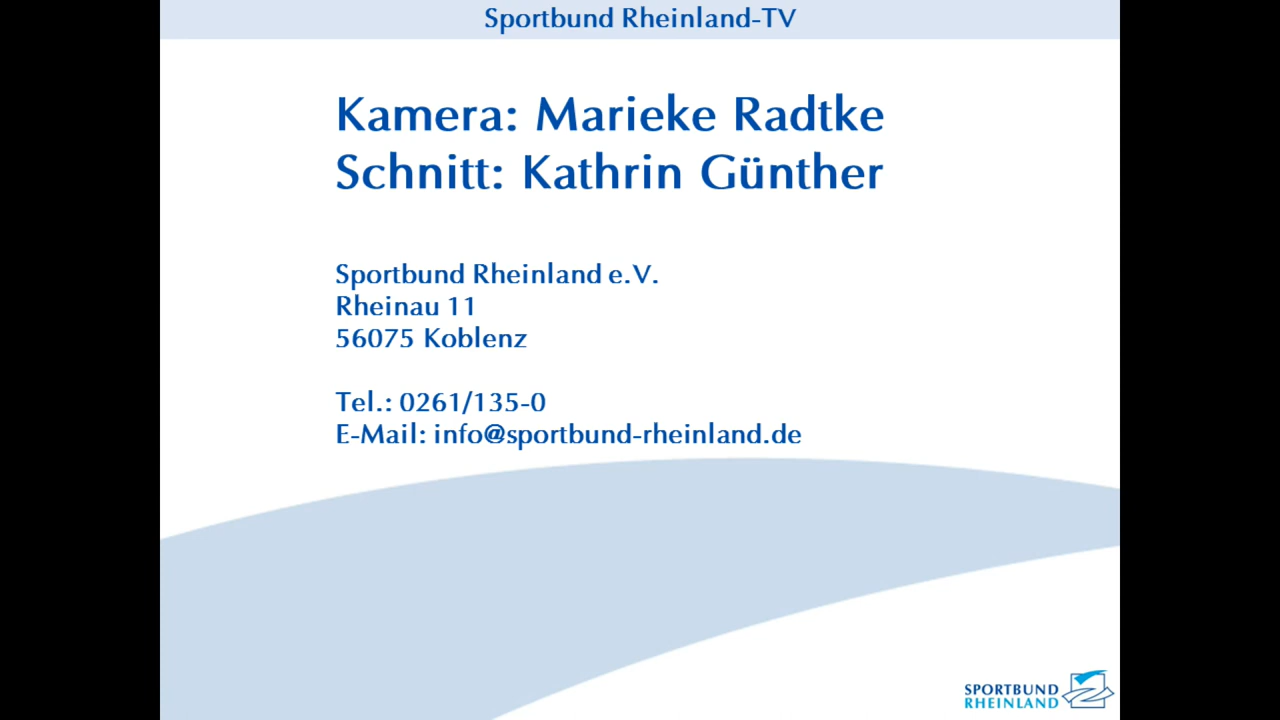 Sportbund Rheinland-TV
Kamera: Marieke Radtke
Schnitt: Kathrin Günther
Sportbund Rheinland e.V.
Rheinau 11
56075 Koblenz
Tel.: 0261/135-0
E-Mail: info@sportbund-rheinland.de
SPORTBUND
RHEINLAND